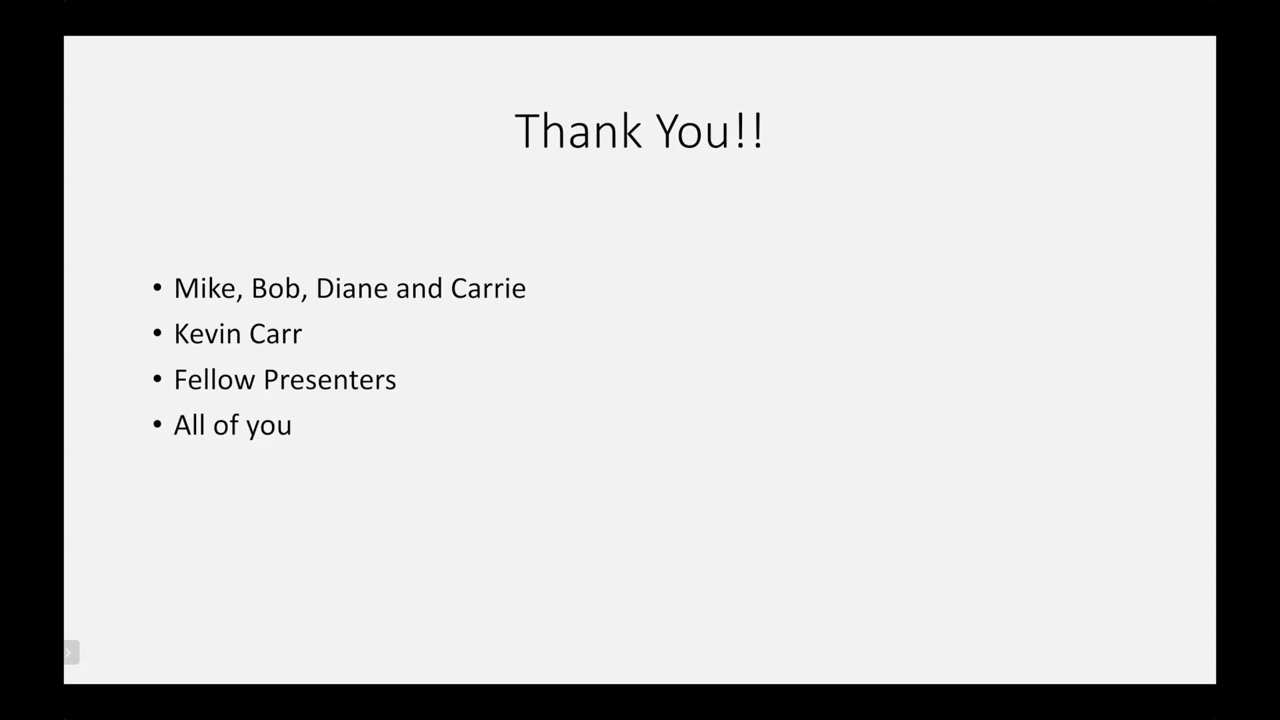 Thank You!!
• Mike, Bob, Diane and Carrie
• Kevin Carr
• Fellow Presenters
• All of you